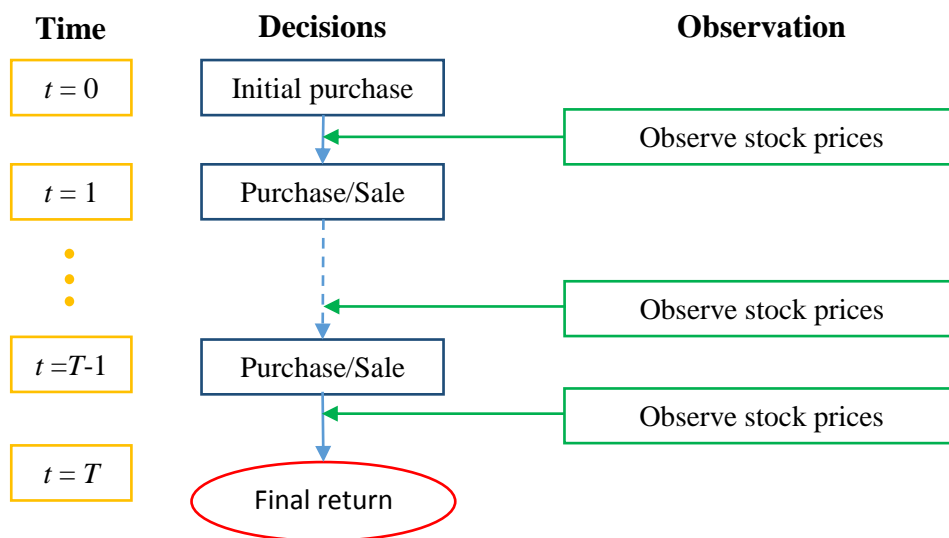 Time
Decisions
Observation
t = 0
Initial purchase
Observe stock prices
t = 1
Purchase/Sale
Observe stock prices
t =T-1
Purchase/Sale
Observe stock prices
t = T
Final return